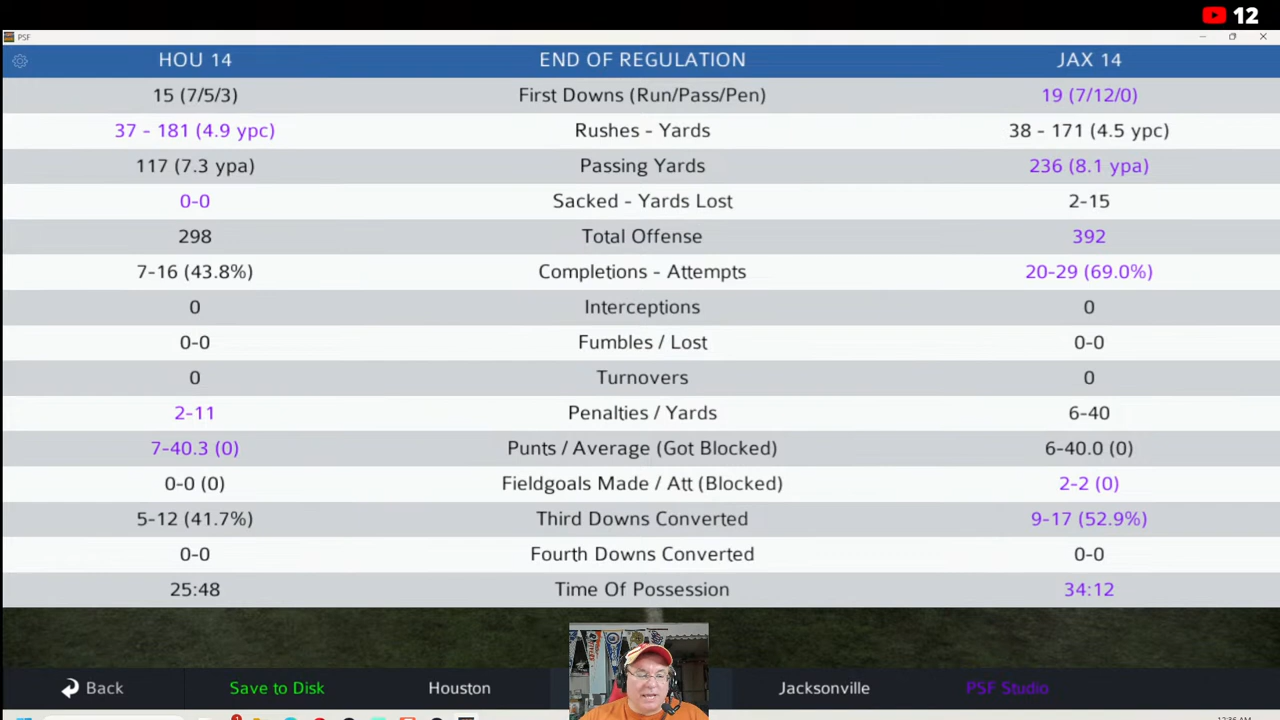 12
PSF
HOU 14 END OF REGULATION JAX 14
15 (7/5/3) First Downs (Run/Pass/Pen) 19 (7/12/0)
37 - 181 (4.9 ypc) Rushes - Yards 38 - 171 (4.5 ypc)
117 (7.3 ypa) Passing Yards 236 (8.1 ypa)
0-0 Sacked - Yards Lost 2-15
298 Total Offense 392
7-16 (43.8%) Completions - Attempts 20-29 (69.0%)
0 Interceptions 0
0-0 Fumbles / Lost 0-0
0 Turnovers 0
2-11 Penalties / Yards 6-40
7-40.3 (0) Punts / Average (Got Blocked) 6-40.0 (0)
0-0 (0) Fieldgoals Made / Att (Blocked) 2-2 (0)
5-12 (41.7%) Third Downs Converted 9-17 (52.9%)
0-0 Fourth Downs Converted 0-0
25:48 Time Of Possession 34:12
Back Save to Disk Houston Jacksonville PSF Studio